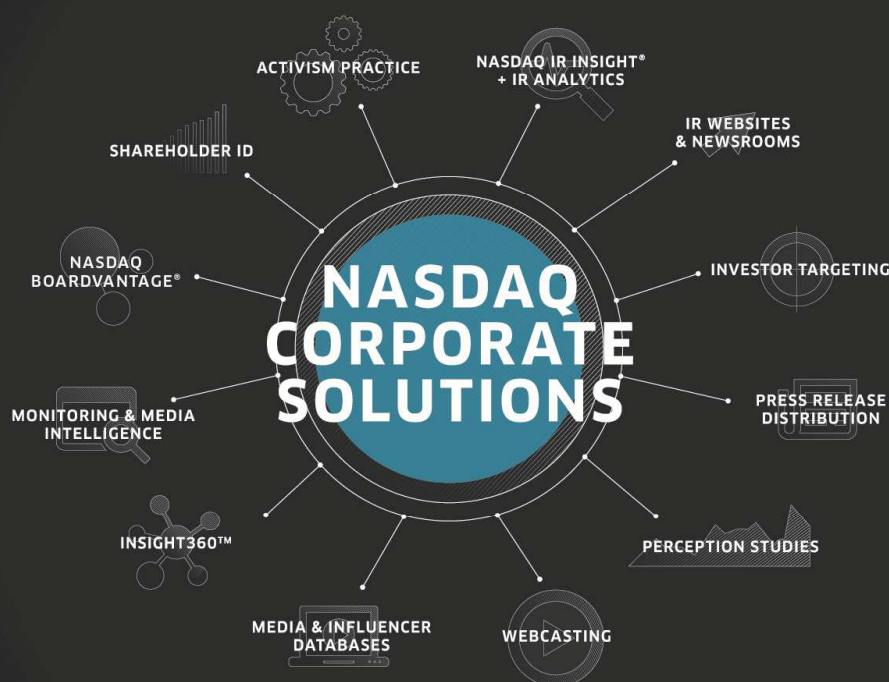 NASDAQ
CORPORATE
SOLUTIONS
ACTIVISM PRACTICE
NASDAQ IR INSIGHT®
+ IR ANALYTICS
IR WEBSITES
& NEWSROOMS
INVESTOR TARGETING
PRESS RELEASE
DISTRIBUTION
PERCEPTION STUDIES
WEBCASTING
MEDIA & INFLUENCER
DATABASES
INSIGHT360™
MONITORING & MEDIA
INTELLIGENCE
NASDAQ
BOARDVANTAGE®
SHAREHOLDER ID